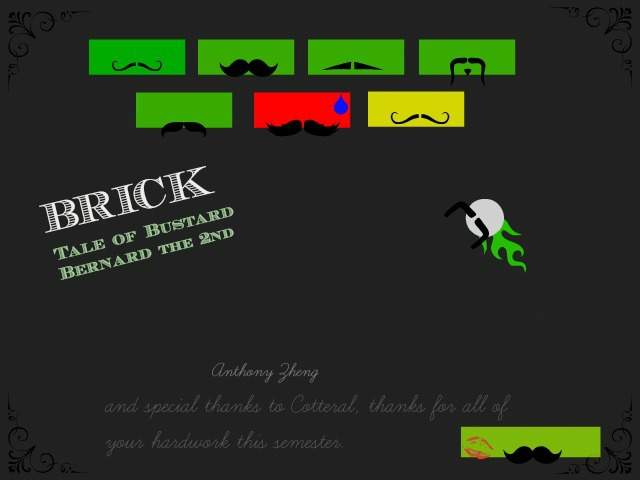 BRICK
TALE OF BUSTARD
BERNARD THE 2ND
Anthony Zheng
and special thanks to Cotteral, thanks for all of
your hardwork this semester.